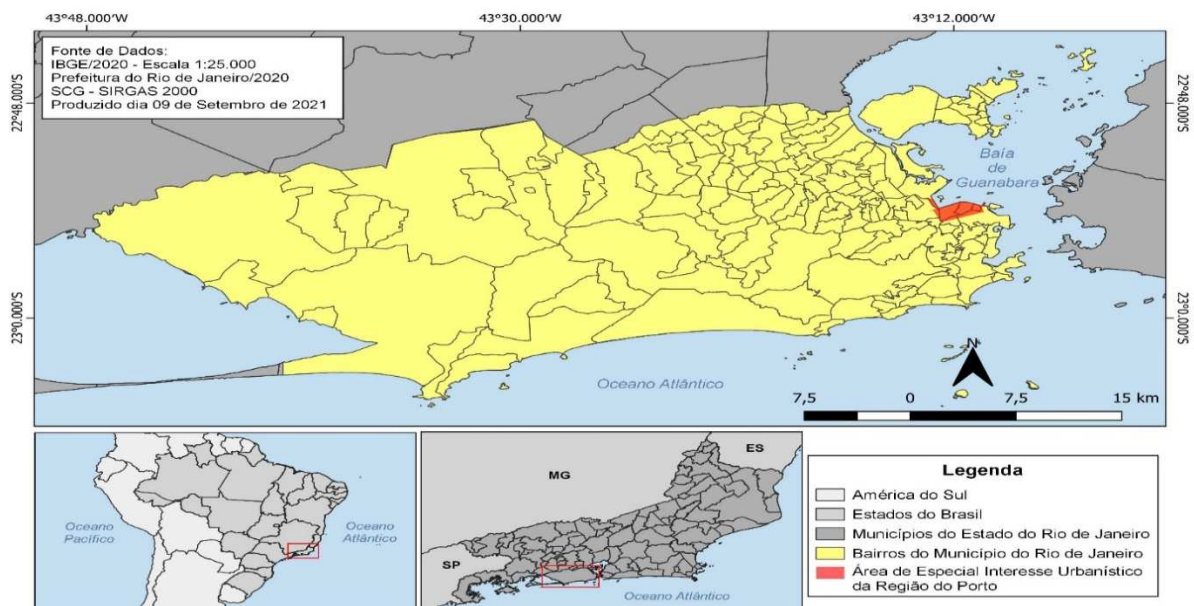 43°48.000'W
43°30.000'W
43°12.000'W
Fonte de Dados:
IBGE/2020 - Escala 1:25.000
Prefeitura do Rio de Janeiro/2020
SCG - SIRGAS 2000
Produzido dia 09 de Setembro de 2021
22°48.000'S
22°48.000'S
Baía
de
Guanabara
23°0.000'S
23°0.000'S
N
Oceano Atlântico
7,5
0
7,5
15 km
Oceano
Pacífico
Oceano
Atlântico
MG
ES
SP
Oceano Atlântico
Legenda
América do Sul
Estados do Brasil
Municípios do Estado do Rio de Janeiro
Bairros do Município do Rio de Janeiro
Área de Especial Interesse Urbanístico
da Região do Porto